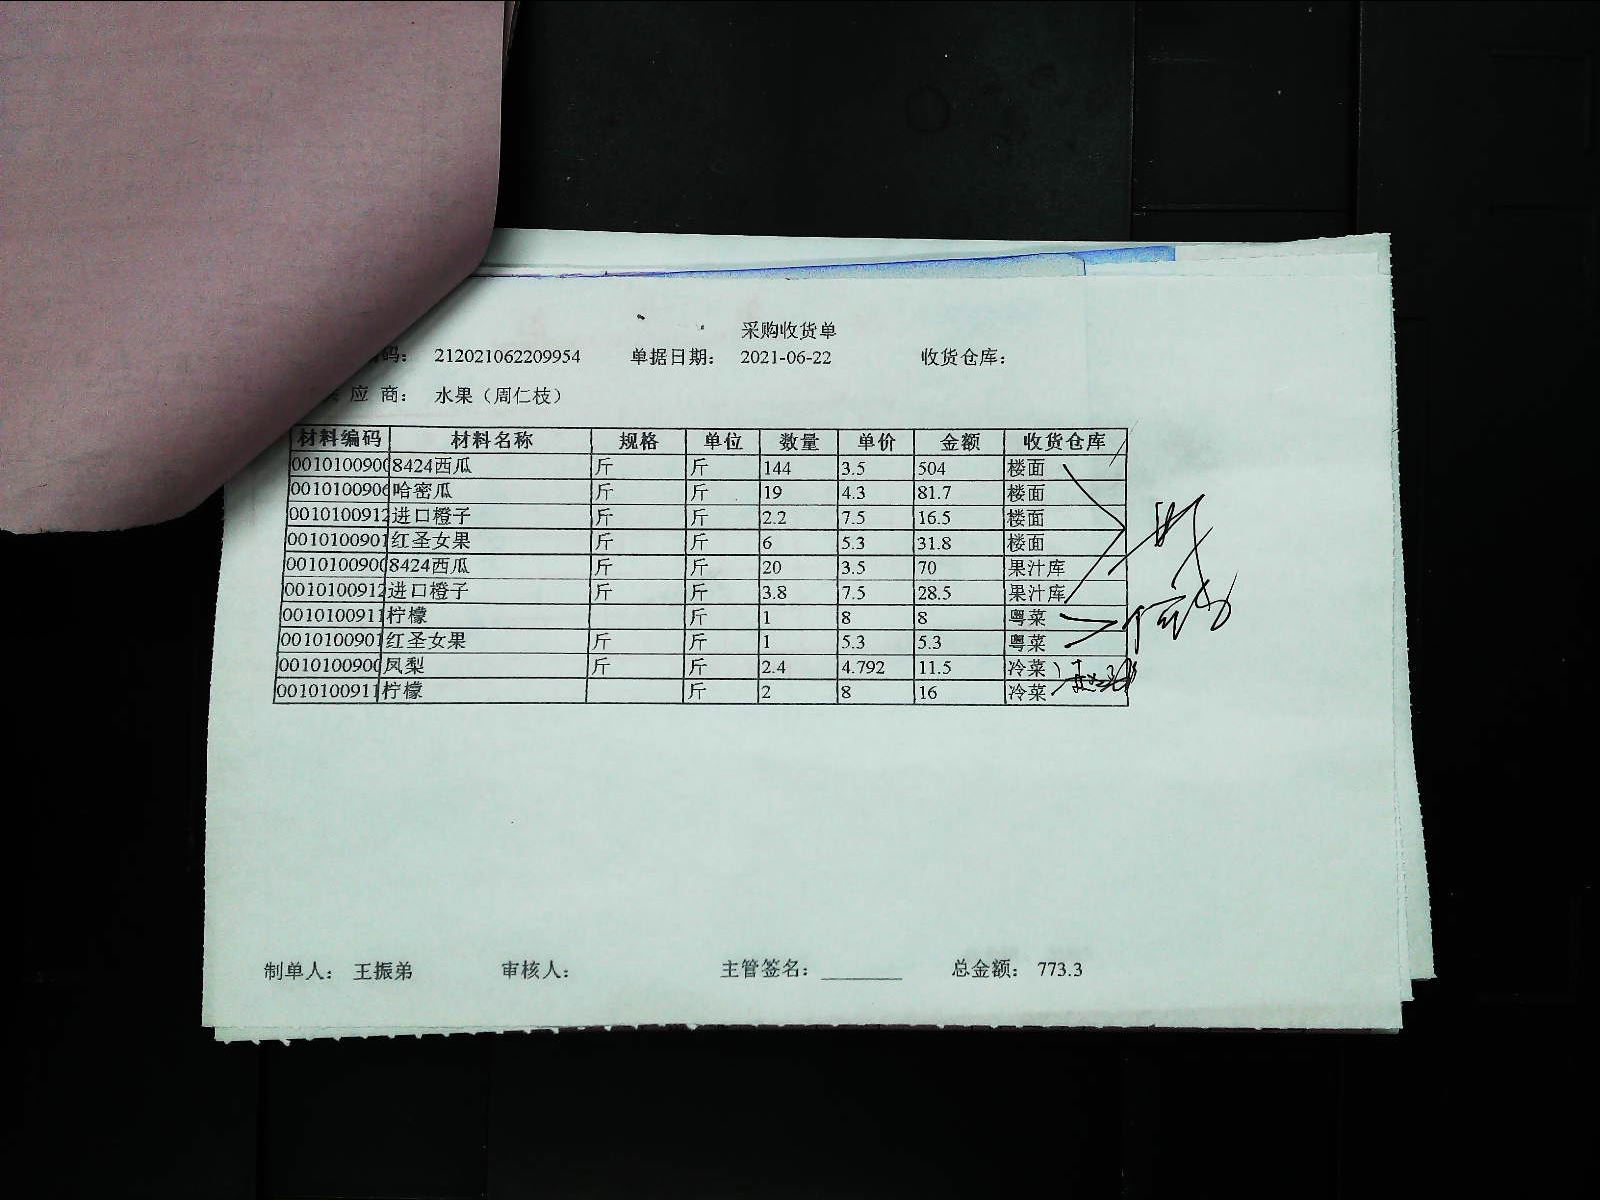 采购收货单
码： 212021062209954 单据日期： 2021-06-22 收货仓库：
应 商： 水果（周仁枝）
材料编码 材料名称 规格 单位 数量 单价 金额 收货仓库
0010100900 8424西瓜 斤 斤 144 3.5 504 楼面
0010100906 哈密瓜 斤 斤 19 4.3 81.7 楼面
0010100912 进口橙子 斤 斤 2.2 7.5 16.5 楼面
0010100901 红圣女果 斤 斤 6 5.3 31.8 楼面
0010100900 8424西瓜 斤 斤 20 3.5 70 果汁库
0010100912 进口橙子 斤 斤 3.8 7.5 28.5 果汁库
0010100911 柠檬 斤 1 8 8 粤菜
0010100901 红圣女果 斤 斤 1 5.3 5.3 粤菜
0010100900 凤梨 斤 斤 2.4 4.792 11.5 冷菜
0010100911 柠檬 斤 2 8 16 冷菜
制单人： 王振弟 审核人： 主管签名： 总金额： 773.3